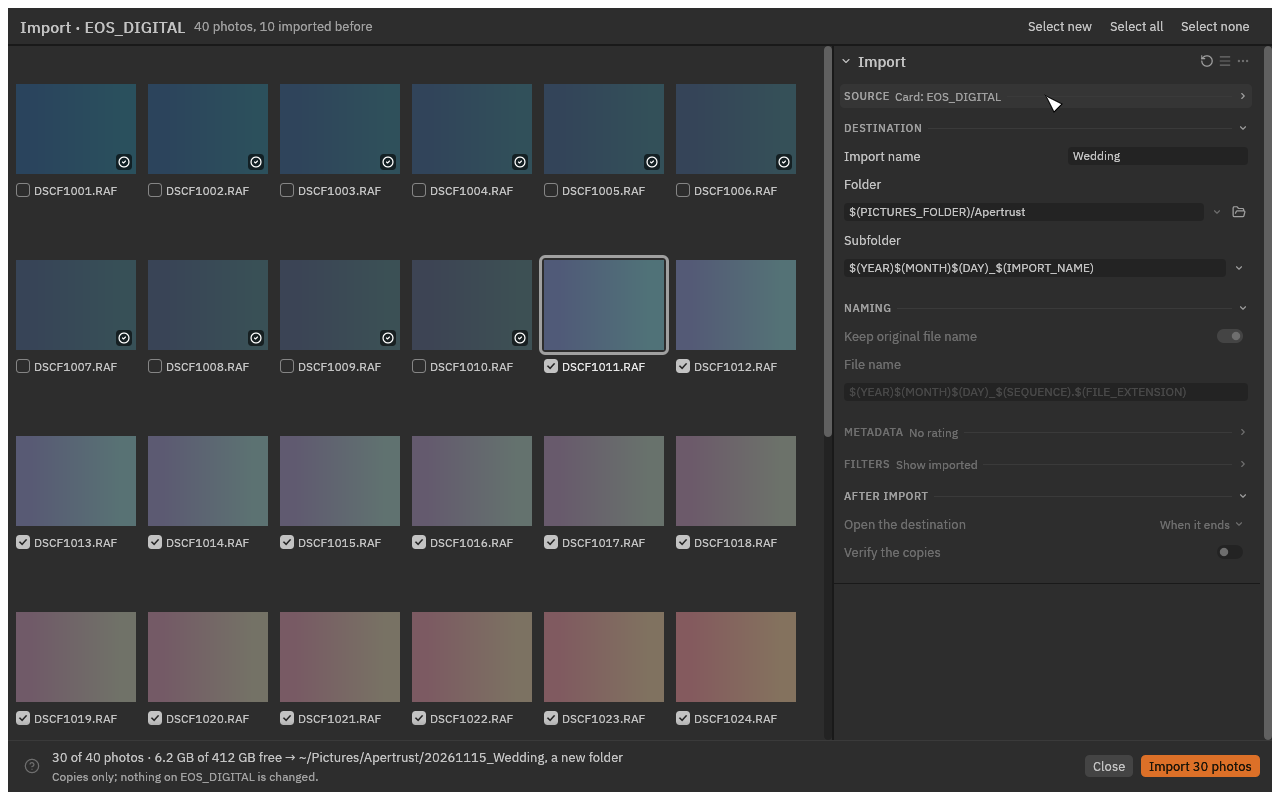 Import · EOS_DIGITAL 40 photos, 10 imported before Select new Select all Select none
Import
SOURCE Card: EOS_DIGITAL
DESTINATION
Import name Wedding
Folder
$(PICTURES_FOLDER)/Apertrust
Subfolder
$(YEAR)$(MONTH)$(DAY)_$(IMPORT_NAME)
NAMING
Keep original file name
File name
$(YEAR)$(MONTH)$(DAY)_$(SEQUENCE).$(FILE_EXTENSION)
METADATA No rating
FILTERS Show imported
AFTER IMPORT
Open the destination When it ends
Verify the copies
DSCF1001.RAF DSCF1002.RAF DSCF1003.RAF DSCF1004.RAF DSCF1005.RAF DSCF1006.RAF
DSCF1007.RAF DSCF1008.RAF DSCF1009.RAF DSCF1010.RAF DSCF1011.RAF DSCF1012.RAF
DSCF1013.RAF DSCF1014.RAF DSCF1015.RAF DSCF1016.RAF DSCF1017.RAF DSCF1018.RAF
DSCF1019.RAF DSCF1020.RAF DSCF1021.RAF DSCF1022.RAF DSCF1023.RAF DSCF1024.RAF
30 of 40 photos · 6.2 GB of 412 GB free → ~/Pictures/Apertrust/20261115_Wedding, a new folder
Copies only; nothing on EOS_DIGITAL is changed.
Close Import 30 photos